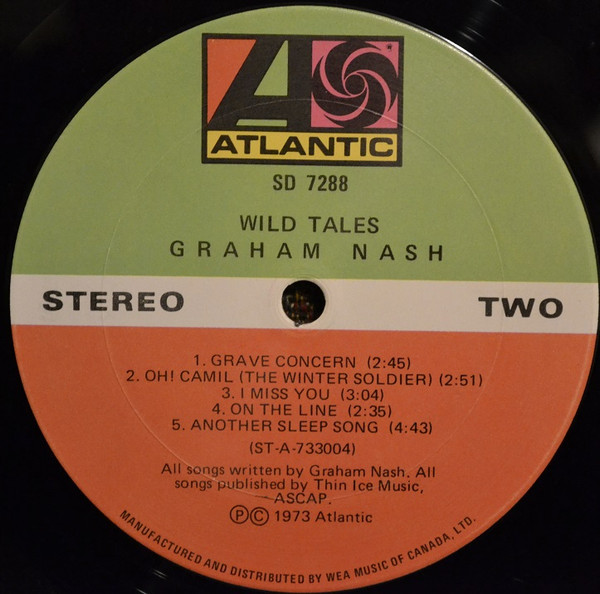 ATLANTIC
SD 7288
WILD TALES
GRAHAM NASH
STEREO
TWO
1. GRAVE CONCERN (2:45)
2. OH! CAMIL (THE WINTER SOLDIER) (2:51)
3. I MISS YOU (3:04)
4. ON THE LINE (2:35)
5. ANOTHER SLEEP SONG (4:43)
(ST-A-733004)
All songs written by Graham Nash. All
songs published by Thin Ice Music,
ASCAP.
ⓅⒸ 1973 Atlantic
MANUFACTURED AND DISTRIBUTED BY WEA MUSIC OF CANADA, LTD.